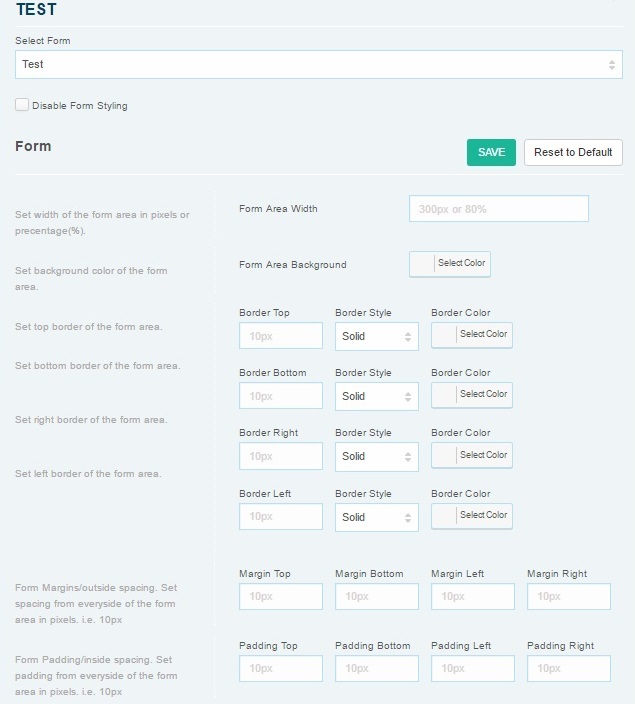 TEST
Select Form
Test
Disable Form Styling
Form
SAVE
Reset to Default
Set width of the form area in pixels or
precentage(%).
Form Area Width
300px or 80%
Set background color of the form
area.
Form Area Background
Select Color
Set top border of the form area.
Border Top
Border Style
Border Color
10px
Solid
Select Color
Set bottom border of the form area.
Border Bottom
Border Style
Border Color
10px
Solid
Select Color
Set right border of the form area.
Border Right
Border Style
Border Color
10px
Solid
Select Color
Set left border of the form area.
Border Left
Border Style
Border Color
10px
Solid
Select Color
Form Margins/outside spacing. Set
spacing from everyside of the form
area in pixels. i.e. 10px
Margin Top
Margin Bottom
Margin Left
Margin Right
10px
10px
10px
10px
Form Padding/inside spacing. Set
padding from everyside of the form
area in pixels. i.e. 10px
Padding Top
Padding Bottom
Padding Left
Padding Right
10px
10px
10px
10px